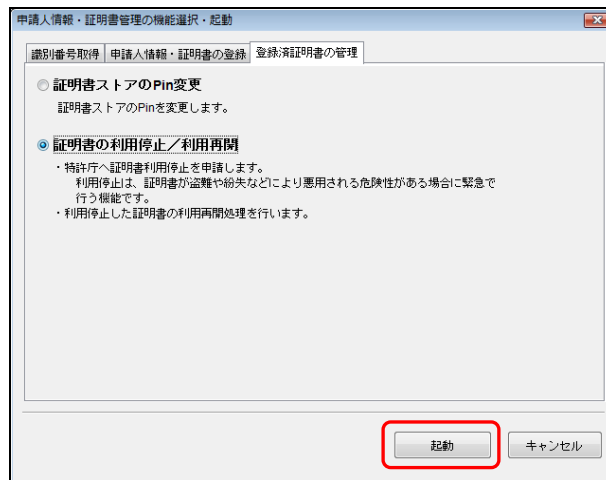 申請人情報・証明書管理の機能選択・起動
識別番号取得 申請人情報・証明書の登録 登録済証明書の管理
証明書ストアのPin変更
証明書ストアのPinを変更します。
証明書の利用停止／利用再開
・特許庁へ証明書利用停止を申請します。
利用停止は、証明書が盗難や紛失などにより悪用される危険性がある場合に緊急で
行う機能です。
・利用停止した証明書の利用再開処理を行います。
起動 キャンセル